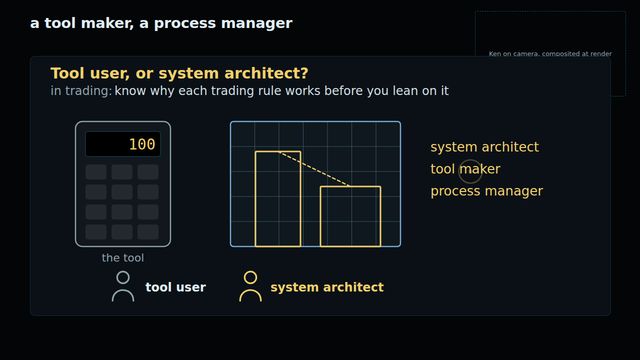 a tool maker, a process manager
Ken on camera, composited at render
Tool user, or system architect?
in trading: know why each trading rule works before you lean on it
100
system architect
tool maker
process manager
the tool
tool user
system architect